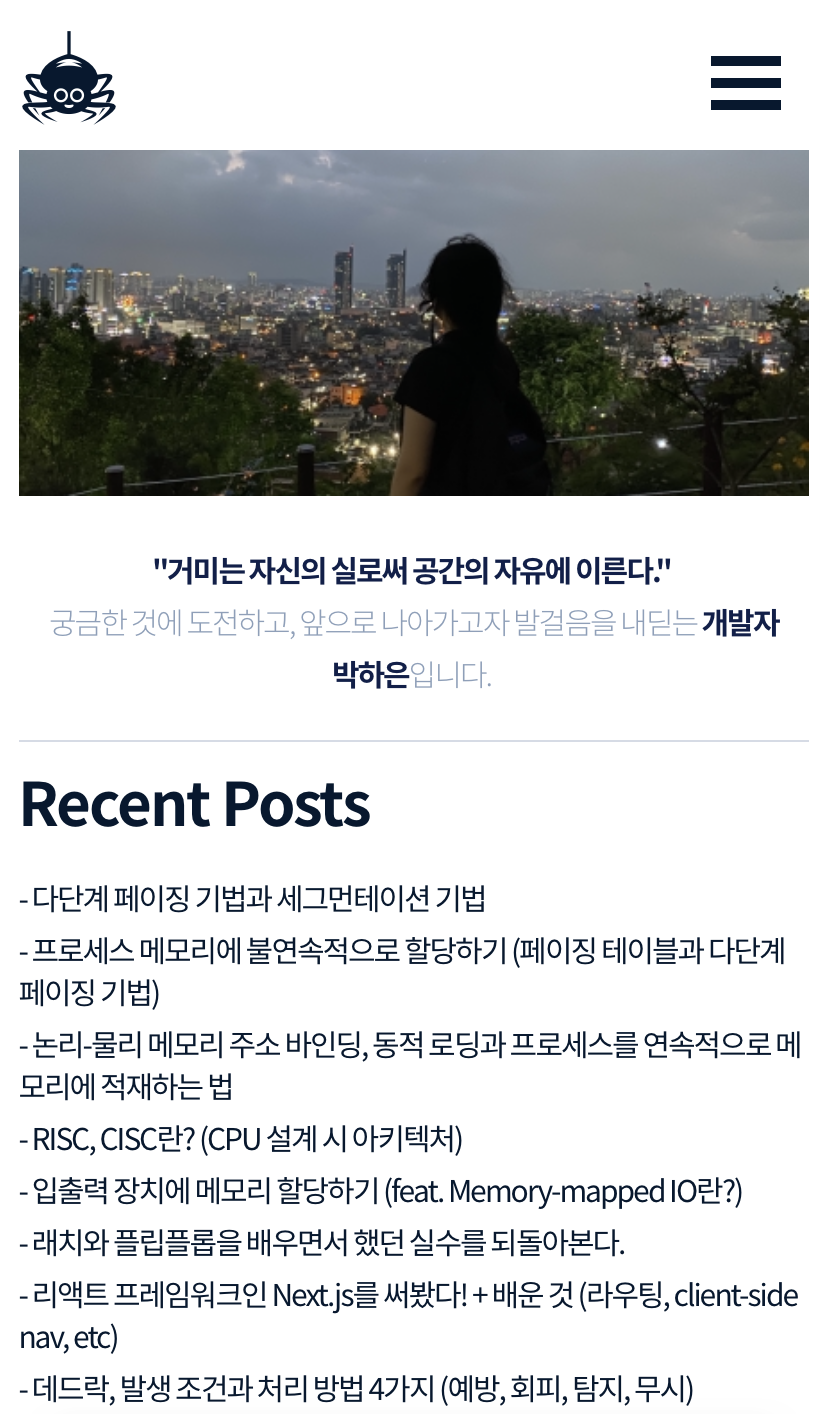 "거미는 자신의 실로써 공간의 자유에 이른다."
궁금한 것에 도전하고, 앞으로 나아가고자 발걸음을 내딛는 개발자
박하은입니다.
Recent Posts
- 다단계 페이징 기법과 세그먼테이션 기법
- 프로세스 메모리에 불연속적으로 할당하기 (페이징 테이블과 다단계
페이징 기법)
- 논리-물리 메모리 주소 바인딩, 동적 로딩과 프로세스를 연속적으로 메
모리에 적재하는 법
- RISC, CISC란? (CPU 설계 시 아키텍처)
- 입출력 장치에 메모리 할당하기 (feat. Memory-mapped IO란?)
- 래치와 플립플롭을 배우면서 했던 실수를 되돌아본다.
- 리액트 프레임워크인 Next.js를 써봤다! + 배운 것 (라우팅, client-side
nav, etc)
- 데드락, 발생 조건과 처리 방법 4가지 (예방, 회피, 탐지, 무시)